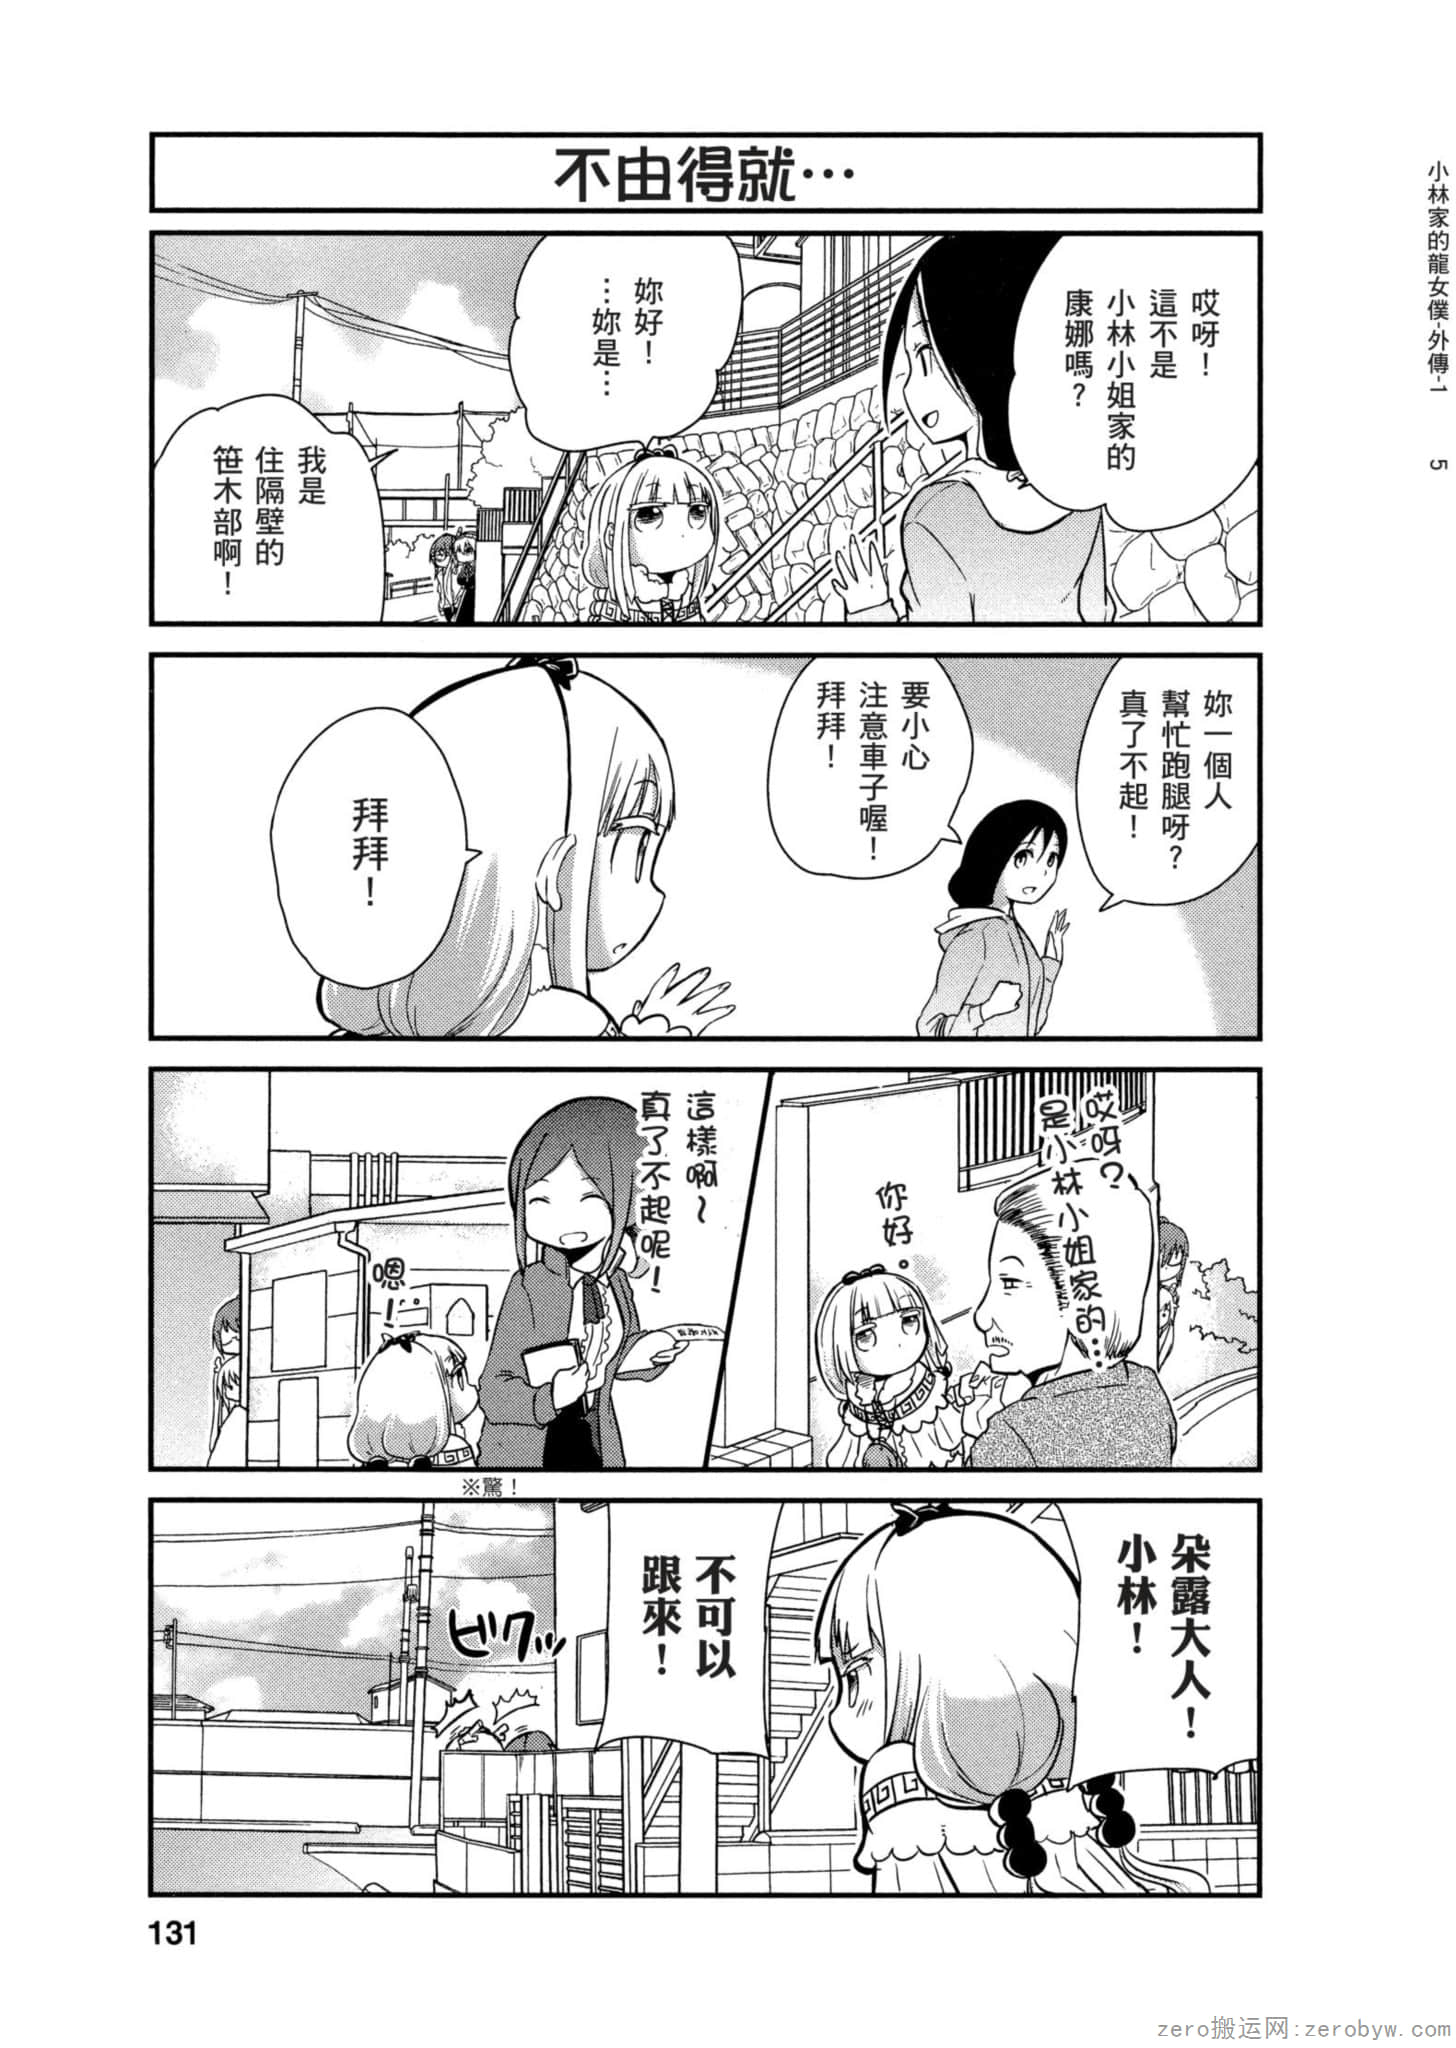 不由得就…
小林家的龍女僕-外傳-1
5
哎呀！
這不是
小林小姐家的
康娜嗎？
妳好！
…妳是…
我是
住隔壁的
笹木部啊！
妳一個人
幫忙跑腿呀？
真了不起！
要小心
注意車子喔！
拜拜！
拜拜！
哎呀？
是小林小姐家的…
你好。
這樣啊～
真了不起呢！
嗯！
※驚！
朵露大人！
小林！
不可以
跟來！
ビクッ
131
zero搬运网:zerobyw.com